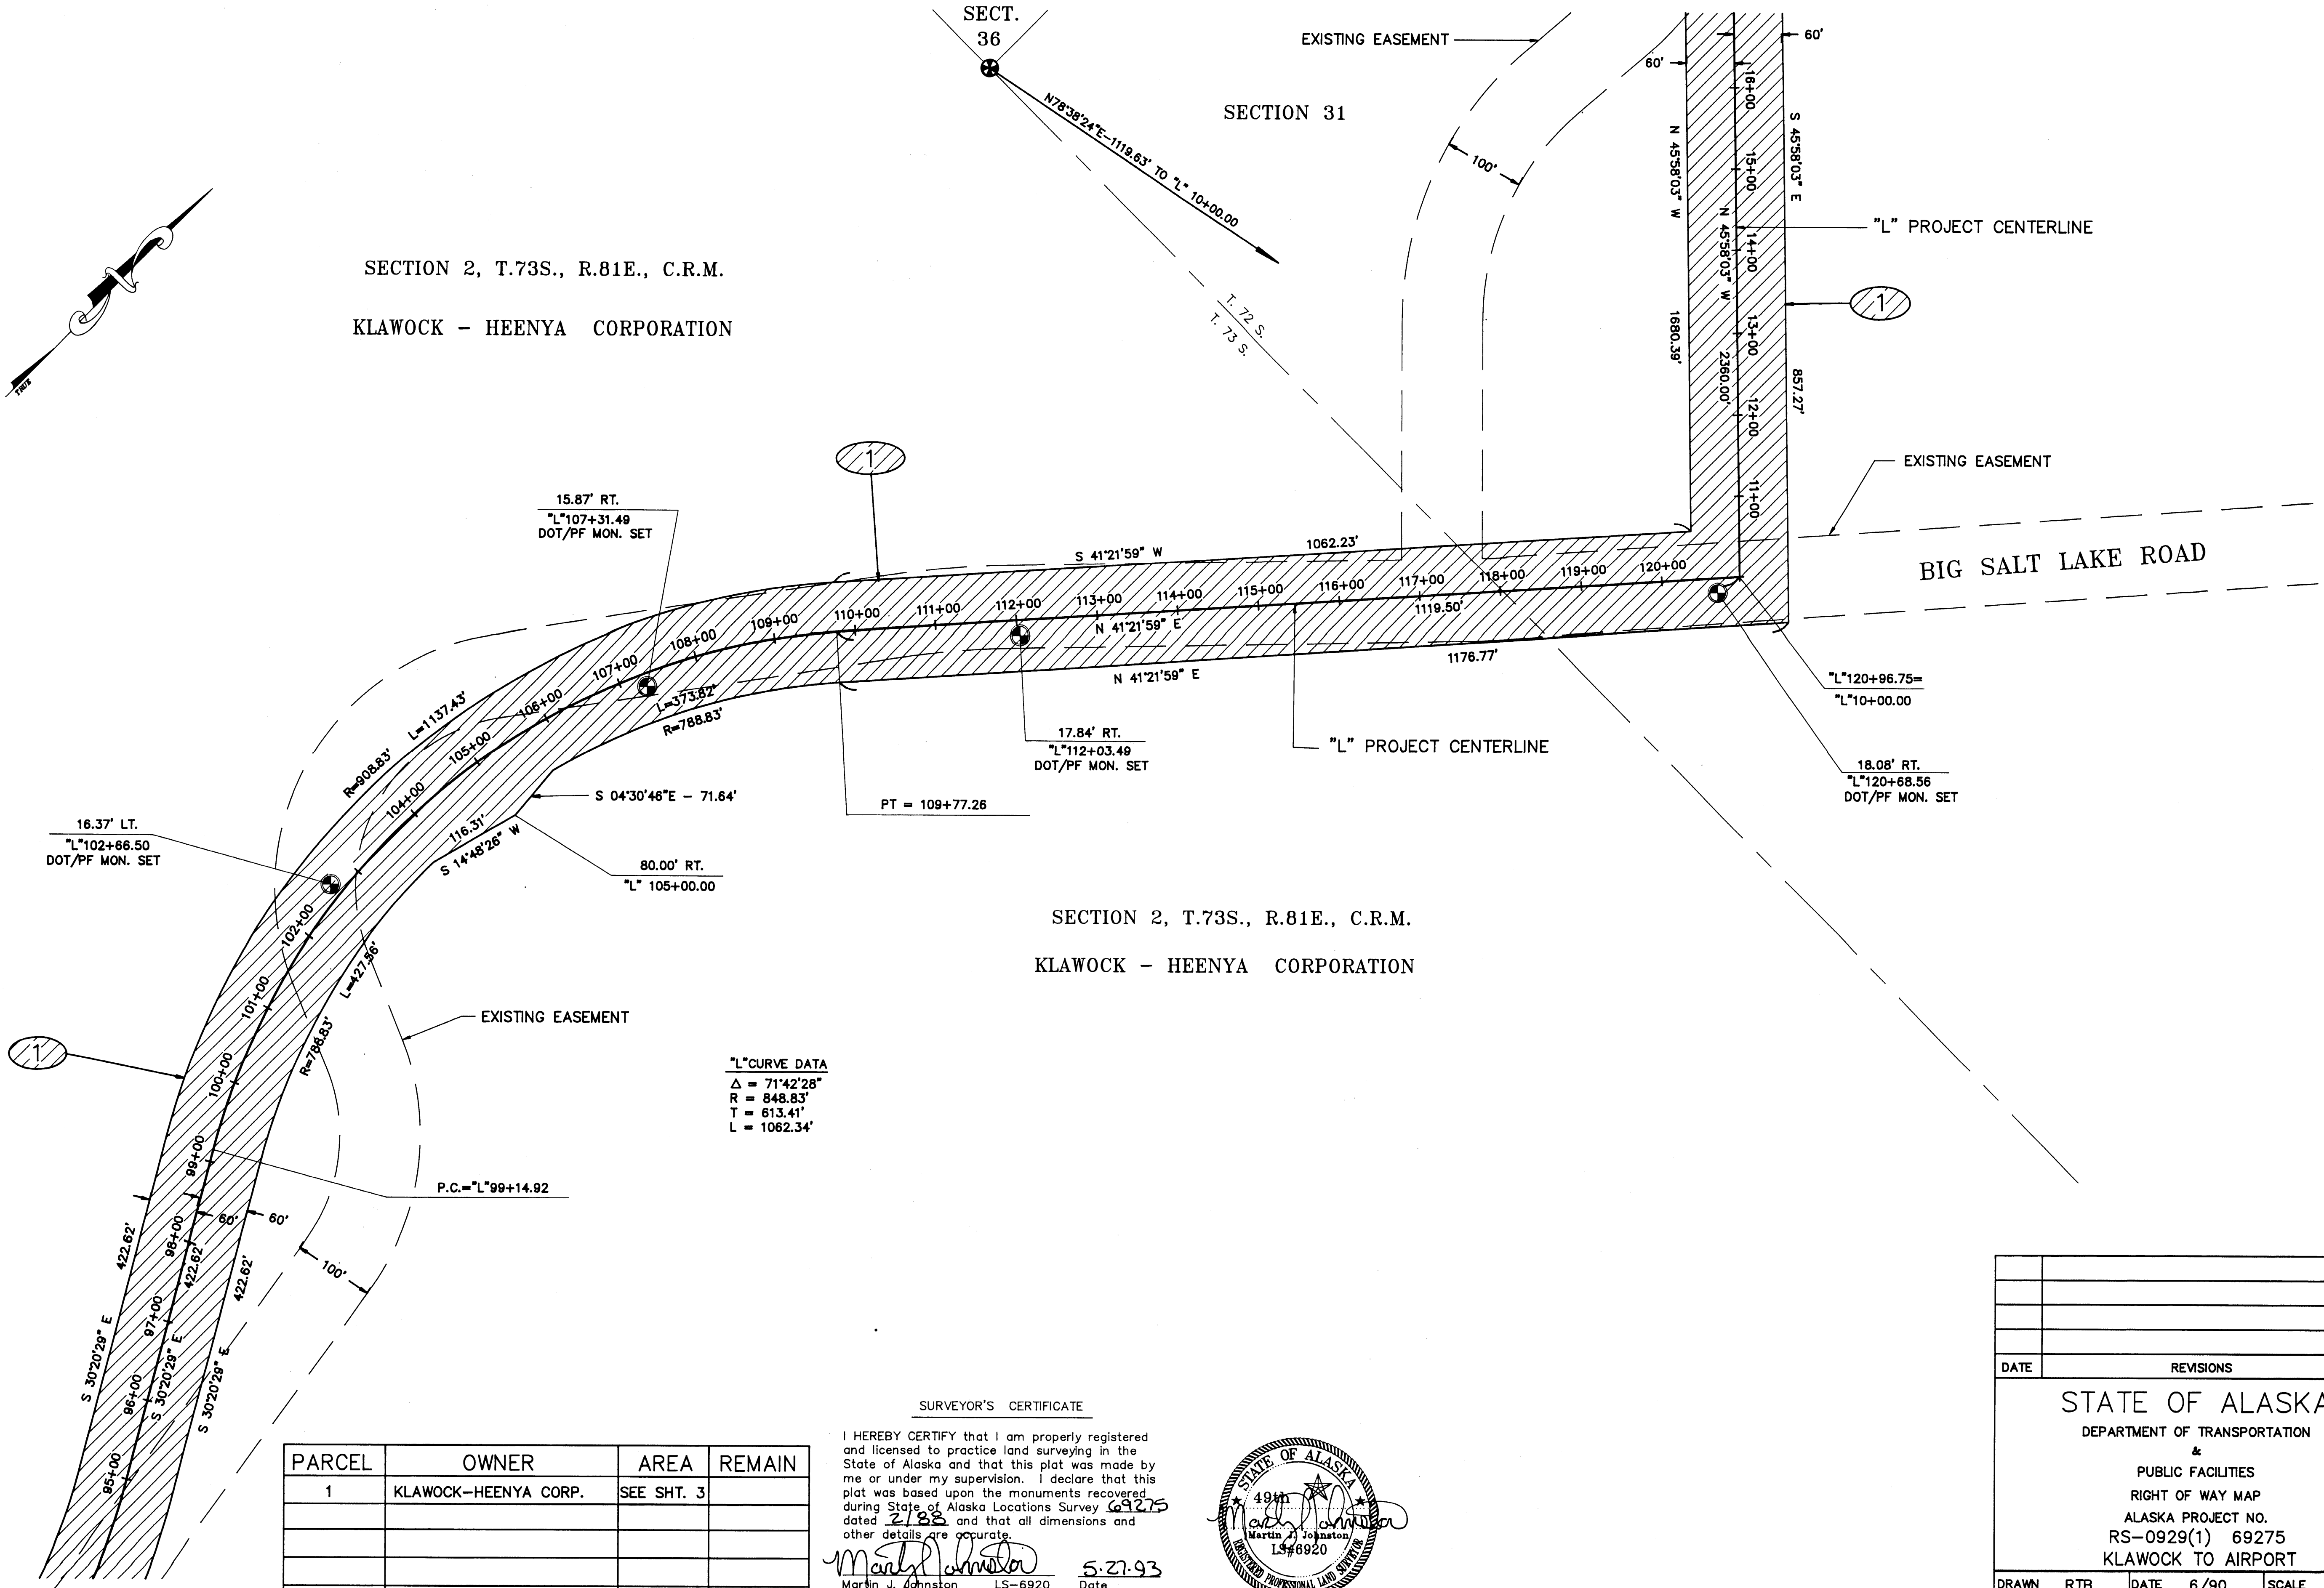 SECT.
36
EXISTING EASEMENT
60'
60'
SECTION 31
N78°38'24"E-1119.63' TO "L" 10+00.00
100'
16+00
15+00
14+00
13+00
12+00
11+00
N 45°58'03" W
1680.39'
N 45°58'03" W
2360.00'
S 45°58'03" E
857.27'
"L" PROJECT CENTERLINE
1
TRUE
SECTION 2, T.73S., R.81E., C.R.M.
KLAWOCK - HEENYA CORPORATION
T. 72 S.
T. 73 S.
EXISTING EASEMENT
BIG SALT LAKE ROAD
1
15.87' RT.
"L"107+31.49
DOT/PF MON. SET
S 41°21'59" W
1062.23'
107+00
108+00
109+00
110+00
111+00
112+00
113+00
114+00
115+00
116+00
117+00
118+00
119+00
120+00
N 41°21'59" E
1119.50'
N 41°21'59" E
1176.77'
"L"120+96.75=
"L"10+00.00
18.08' RT.
"L"120+68.56
DOT/PF MON. SET
17.84' RT.
"L"112+03.49
DOT/PF MON. SET
"L" PROJECT CENTERLINE
PT = 109+77.26
L=373.82'
R=788.83'
L=1137.43'
R=908.83'
106+00
105+00
104+00
S 04°30'46"E - 71.64'
116.31'
S 14°48'26" W
80.00' RT.
"L" 105+00.00
16.37' LT.
"L"102+66.50
DOT/PF MON. SET
102+00
101+00
100+00
99+00
98+00
97+00
96+00
95+00
L=427.56'
R=788.83'
EXISTING EASEMENT
1
SECTION 2, T.73S., R.81E., C.R.M.
KLAWOCK - HEENYA CORPORATION
"L"CURVE DATA
Δ = 71°42'28"
R = 848.83'
T = 613.41'
L = 1062.34'
P.C.="L"99+14.92
60'
60'
100'
422.62'
422.62'
422.62'
S 30°20'29" E
S 30°20'29" E
S 30°20'29" E
PARCEL OWNER AREA REMAIN
1 KLAWOCK-HEENYA CORP. SEE SHT. 3
SURVEYOR'S CERTIFICATE
I HEREBY CERTIFY that I am properly registered
and licensed to practice land surveying in the
State of Alaska and that this plat was made by
me or under my supervision. I declare that this
plat was based upon the monuments recovered
during State of Alaska Locations Survey 69275
dated 2/88 and that all dimensions and
other details are accurate.
Marty Johnston 5·27·93
Martin J. Johnston LS-6920 Date
STATE OF ALASKA
49th
Marty Johnston
Martin J. Johnston
LS#6920
REGISTERED PROFESSIONAL LAND SURVEYOR
DATE REVISIONS
STATE OF ALASKA
DEPARTMENT OF TRANSPORTATION
&
PUBLIC FACILITIES
RIGHT OF WAY MAP
ALASKA PROJECT NO.
RS-0929(1) 69275
KLAWOCK TO AIRPORT
DRAWN RTB DATE 6/90 SCALE